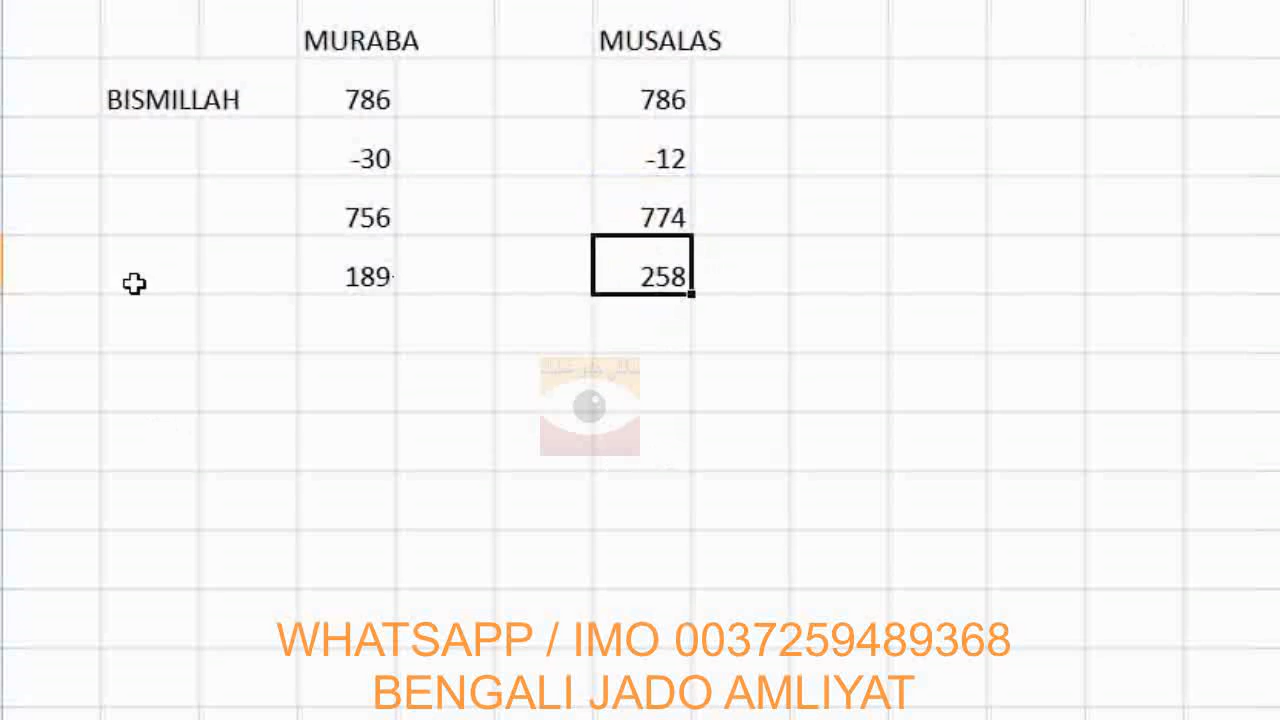 MURABA MUSALAS
BISMILLAH 786 786
-30 -12
756 774
189 258
WHATSAPP / IMO 0037259489368
BENGALI JADO AMLIYAT